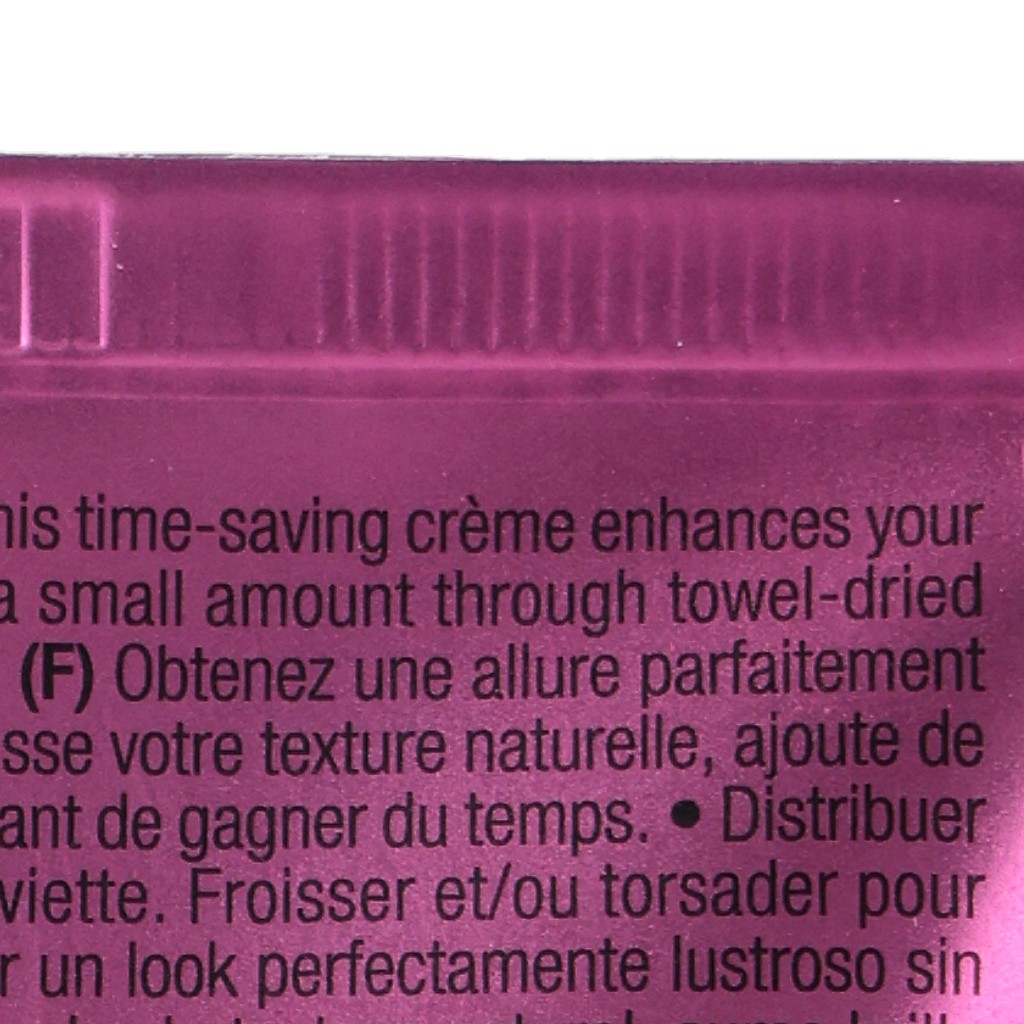 his time-saving crème enhances your
a small amount through towel-dried
(F) Obtenez une allure parfaitement
sse votre texture naturelle, ajoute de
ant de gagner du temps. • Distribuer
viette. Froisser et/ou torsader pour
r un look perfectamente lustroso sin